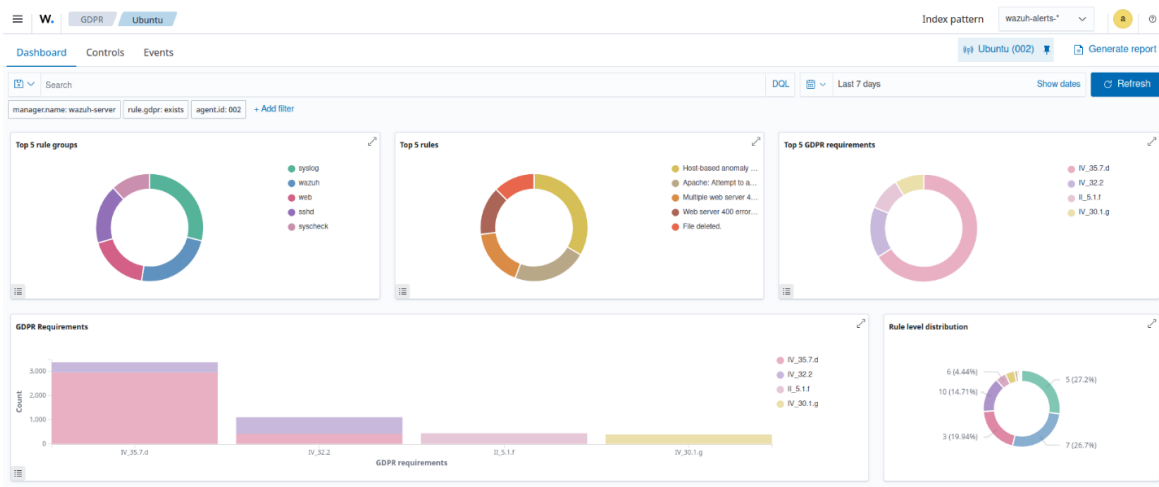 W. GDPR Ubuntu Index pattern wazuh-alerts-* a
Dashboard Controls Events Ubuntu (002) Generate report
Search DQL Last 7 days Show dates Refresh
manager.name: wazuh-server rule.gdpr: exists agent.id: 002 + Add filter
Top 5 rule groups
syslog
wazuh
web
sshd
syscheck
Top 5 rules
Host-based anomaly ...
Apache: Attempt to a...
Multiple web server 4...
Web server 400 error...
File deleted.
Top 5 GDPR requirements
IV_35.7.d
IV_32.2
II_5.1.f
IV_30.1.g
GDPR Requirements
Count
3,000
2,000
1,000
0
IV_35.7.d IV_32.2 II_5.1.f IV_30.1.g
GDPR requirements
IV_35.7.d
IV_32.2
II_5.1.f
IV_30.1.g
Rule level distribution
6 (4.44%)
5 (27.2%)
10 (14.71%)
3 (19.94%)
7 (26.7%)